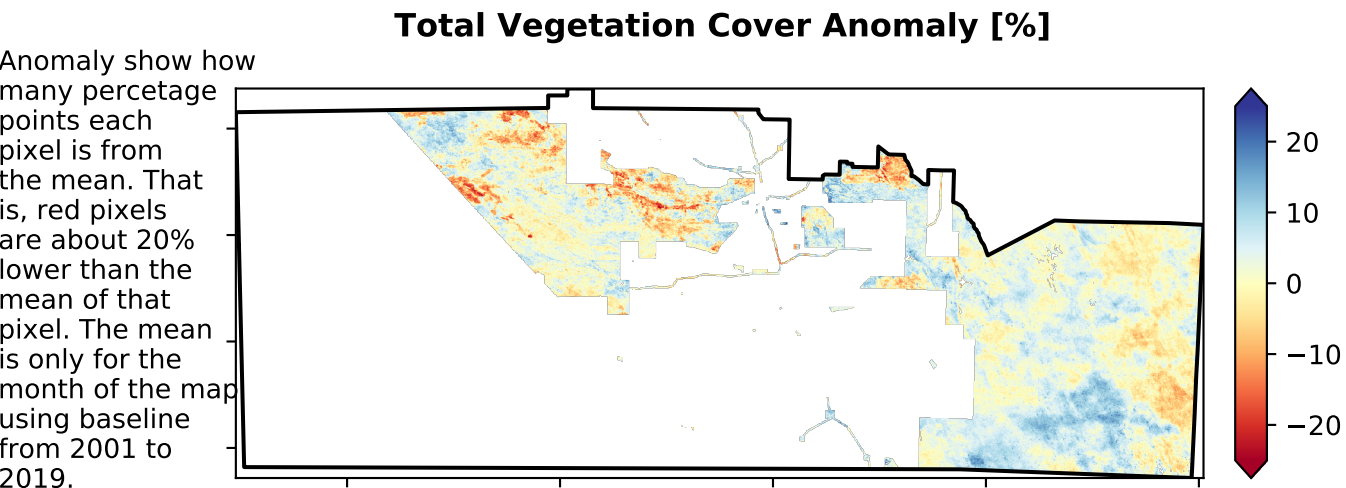 Total Vegetation Cover Anomaly [%]
Anomaly show how
many percetage
points each
pixel is from
the mean. That
is, red pixels
are about 20%
lower than the
mean of that
pixel. The mean
is only for the
month of the map
using baseline
from 2001 to
2019.
20
10
0
−10
−20